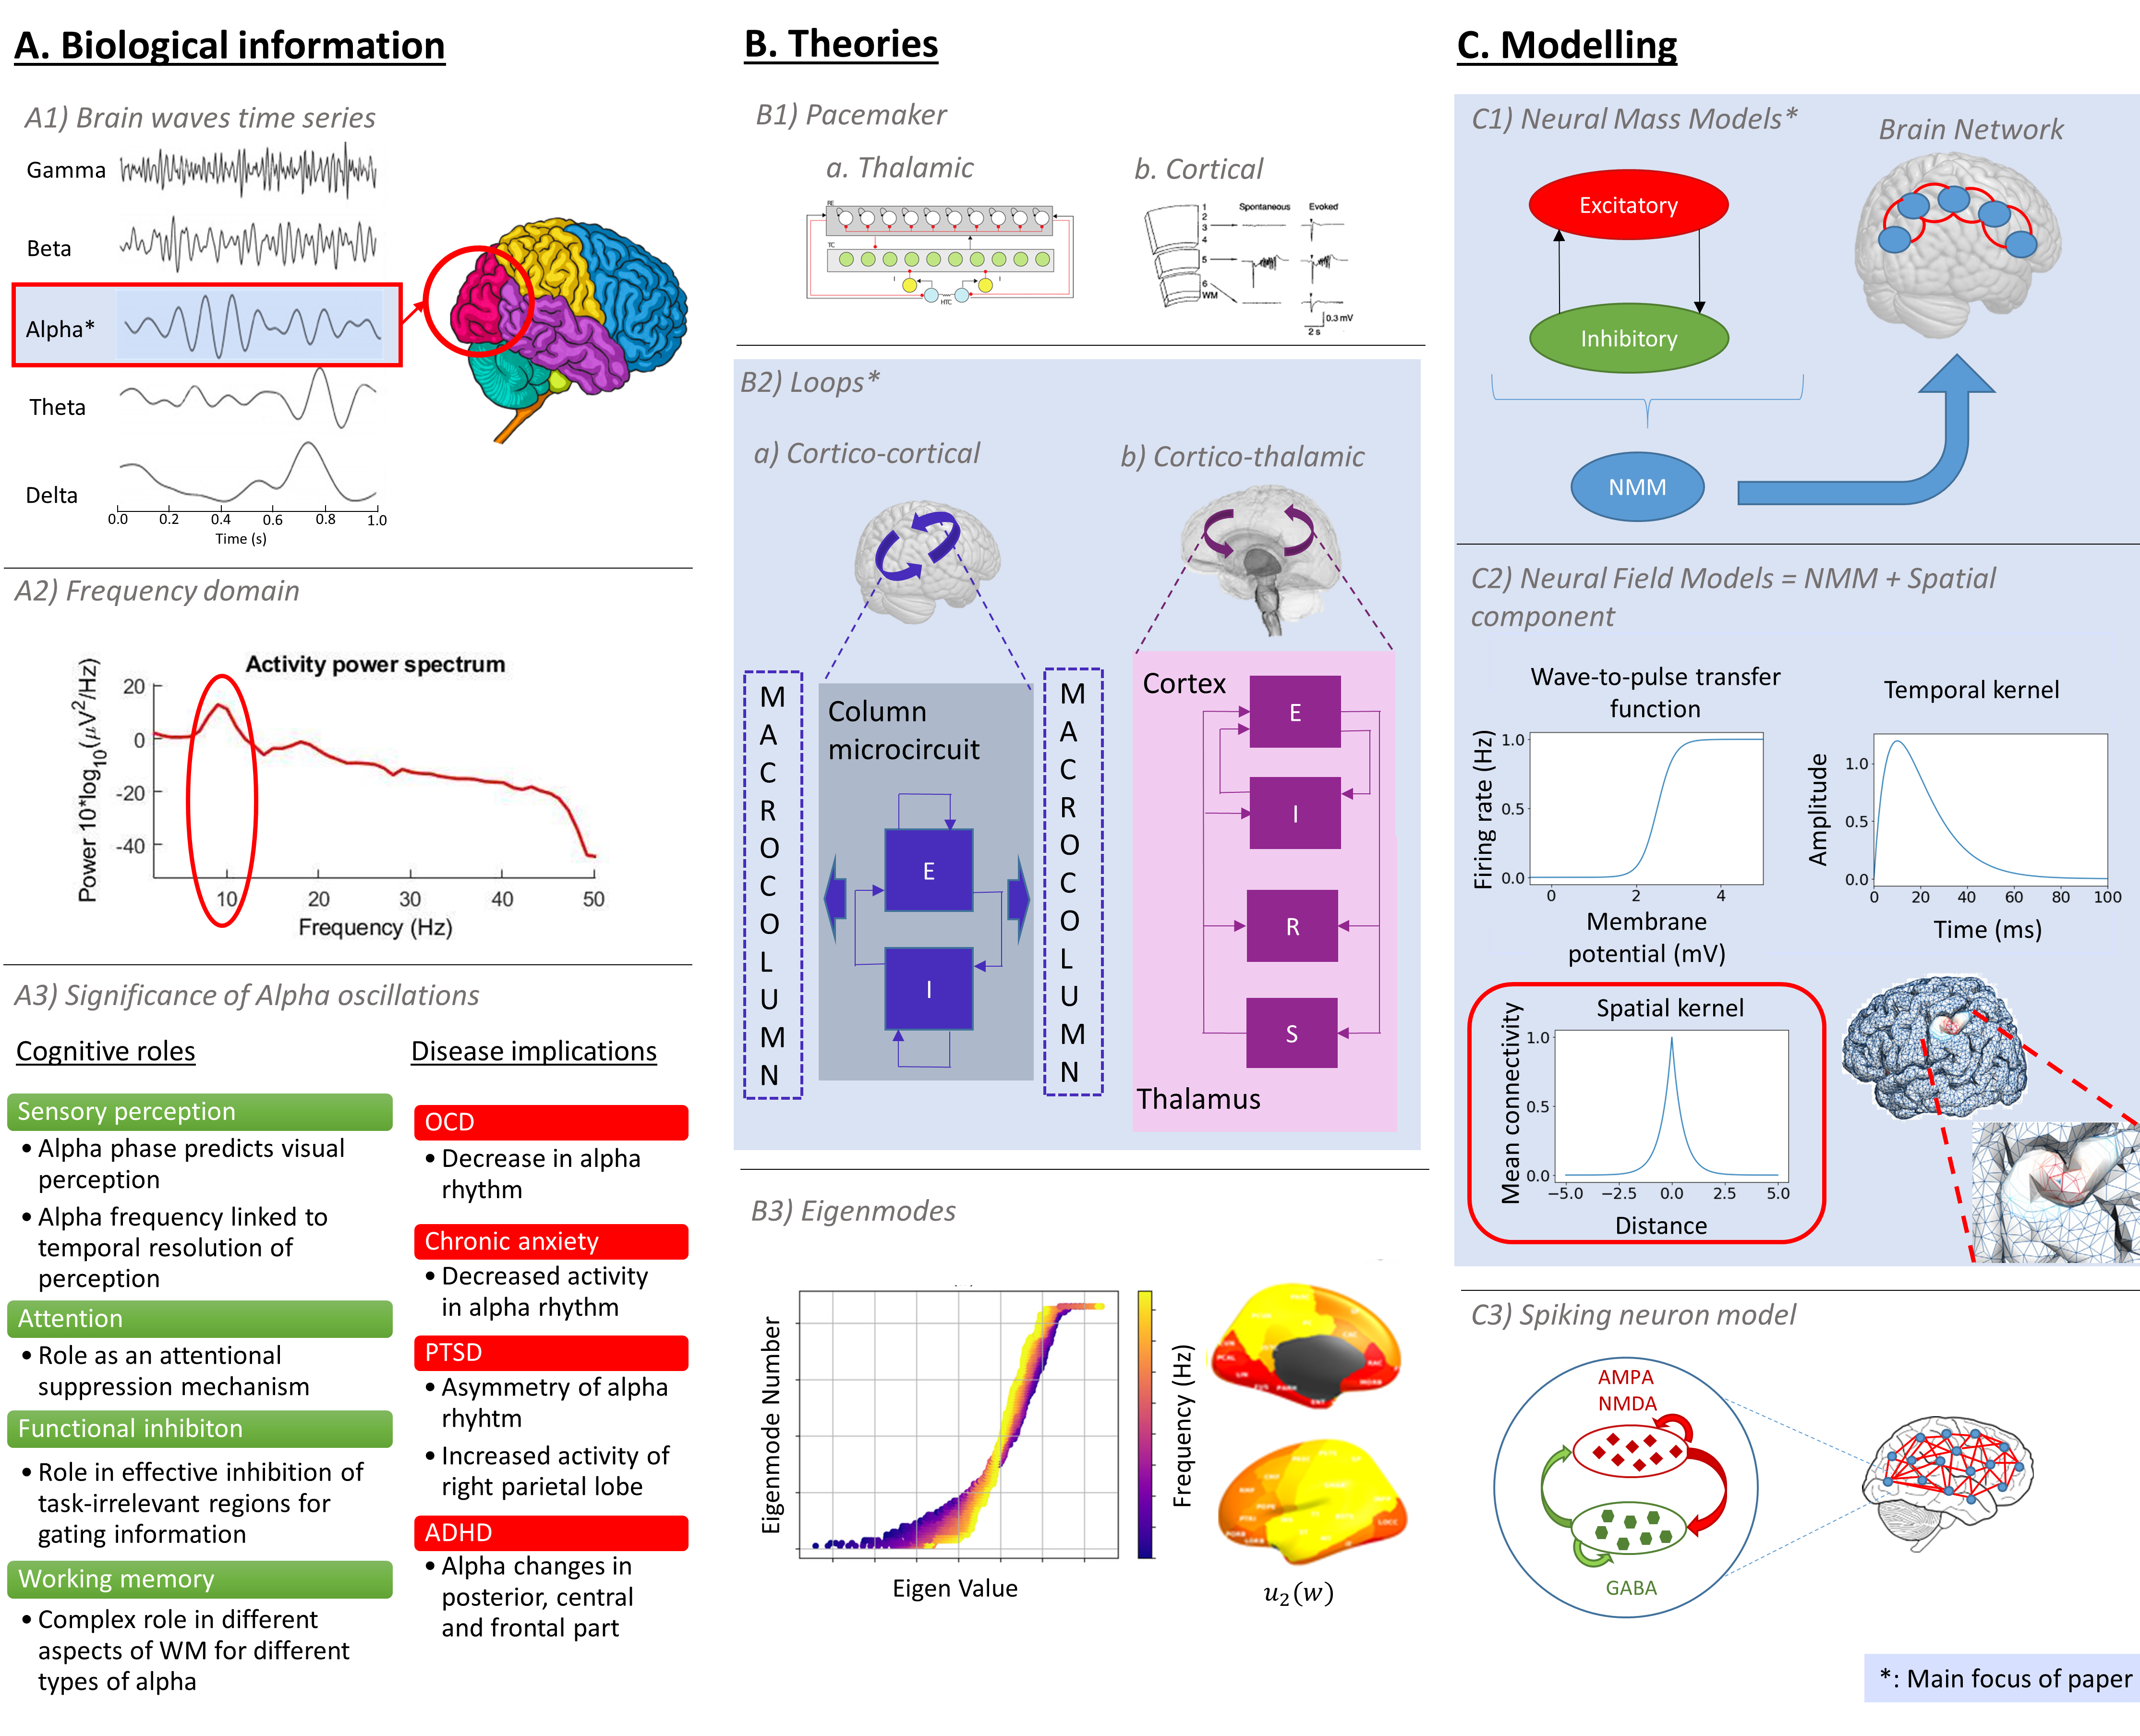 A. Biological information
A1) Brain waves time series
Gamma
Beta
Alpha*
Theta
Delta
0.0 0.2 0.4 0.6 0.8 1.0
Time (s)
A2) Frequency domain
Activity power spectrum
Power 10*log10(μV2/Hz)
20
0
-20
-40
10 20 30 40 50
Frequency (Hz)
A3) Significance of Alpha oscillations
Cognitive roles
Sensory perception
• Alpha phase predicts visual
perception
• Alpha frequency linked to
temporal resolution of
perception
Attention
• Role as an attentional
suppression mechanism
Functional inhibiton
• Role in effective inhibition of
task-irrelevant regions for
gating information
Working memory
• Complex role in different
aspects of WM for different
types of alpha
Disease implications
OCD
• Decrease in alpha
rhythm
Chronic anxiety
• Decreased activity
in alpha rhythm
PTSD
• Asymmetry of alpha
rhyhtm
• Increased activity of
right parietal lobe
ADHD
• Alpha changes in
posterior, central
and frontal part
B. Theories
B1) Pacemaker
a. Thalamic
RE
TC
I I
HTC
b. Cortical
Spontaneous Evoked
1
2
3
4
5
6
WM
0.3 mV
2 s
B2) Loops*
a) Cortico-cortical
MACROCOLUMN
Column
microcircuit
E
I
MACROCOLUMN
b) Cortico-thalamic
Cortex
E
I
R
S
Thalamus
B3) Eigenmodes
Eigenmode Number
Eigen Value
Frequency (Hz)
u2(w)
C. Modelling
C1) Neural Mass Models*
Excitatory
Inhibitory
NMM
Brain Network
C2) Neural Field Models = NMM + Spatial
component
Wave-to-pulse transfer
function
Firing rate (Hz)
1.0
0.5
0.0
0 2 4
Membrane
potential (mV)
Temporal kernel
Amplitude
1.0
0.5
0.0
0 20 40 60 80 100
Time (ms)
Spatial kernel
Mean connectivity
1.0
0.5
0.0
−5.0 −2.5 0.0 2.5 5.0
Distance
C3) Spiking neuron model
AMPA
NMDA
GABA
*: Main focus of paper